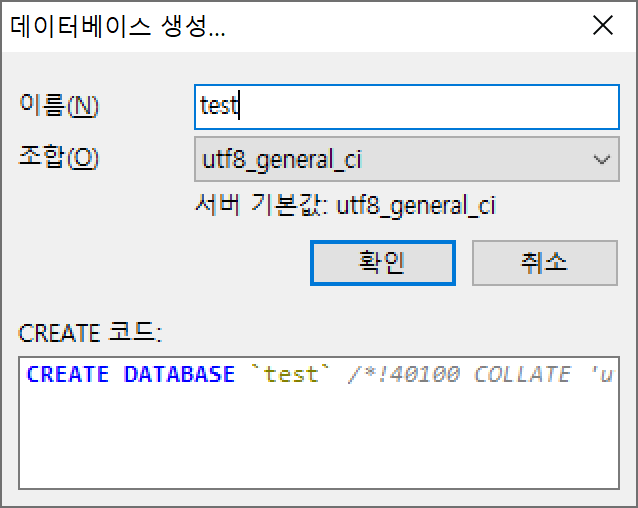 데이터베이스 생성...
이름(N) test
조합(O) utf8_general_ci
서버 기본값: utf8_general_ci
확인 취소
CREATE 코드:
CREATE DATABASE `test` /*!40100 COLLATE 'u